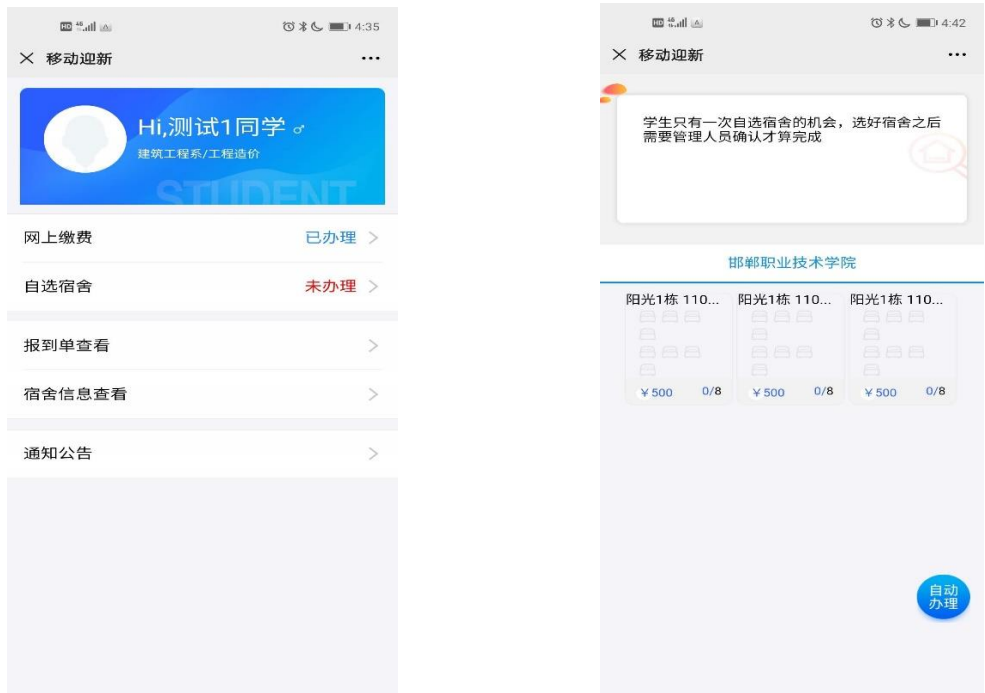 HD 4G 4:35
移动迎新
Hi,测试1同学
建筑工程系/工程造价
STUDENT
网上缴费 已办理
自选宿舍 未办理
报到单查看
宿舍信息查看
通知公告
HD 4G 4:42
移动迎新
学生只有一次自选宿舍的机会，选好宿舍之后
需要管理人员确认才算完成
邯郸职业技术学院
阳光1栋 110... 阳光1栋 110... 阳光1栋 110...
￥500 0/8 ￥500 0/8 ￥500 0/8
自动
办理